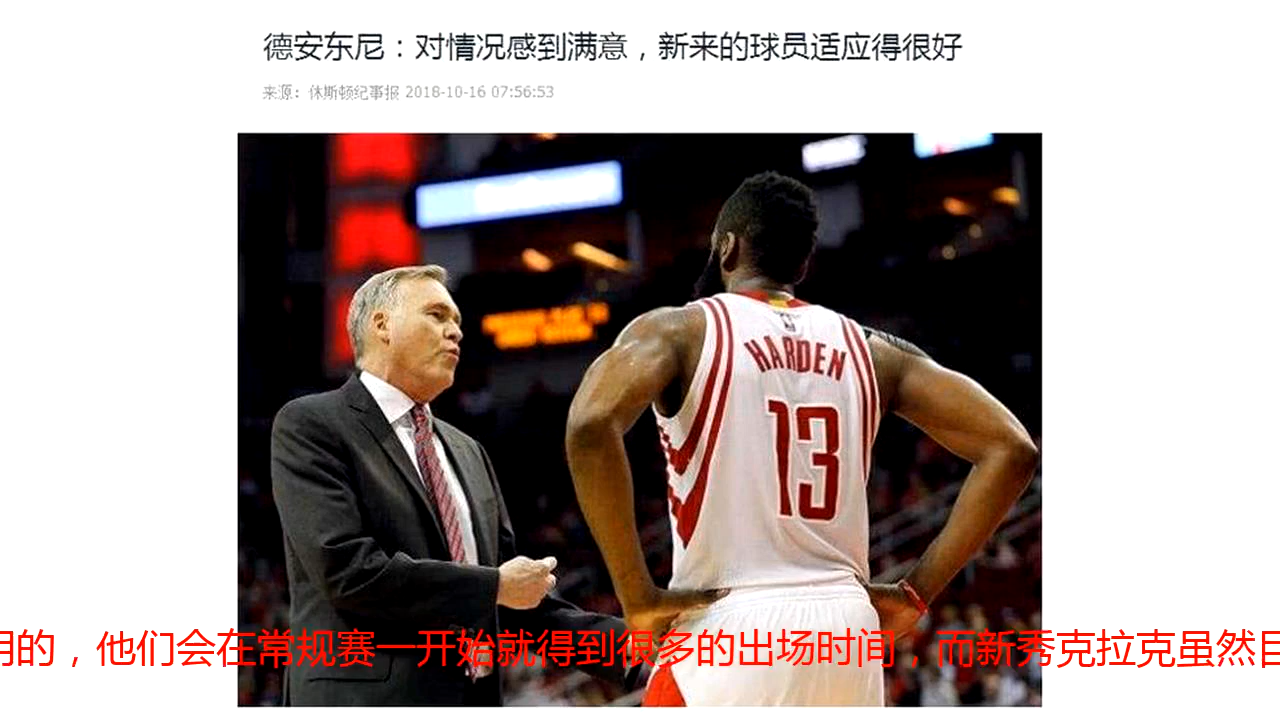 德安东尼：对情况感到满意，新来的球员适应得很好
来源：休斯顿纪事报 2018-10-16 07:56:53
HARDEN
13
的，他们会在常规赛一开始就得到很多的出场时间，而新秀克拉克虽然目